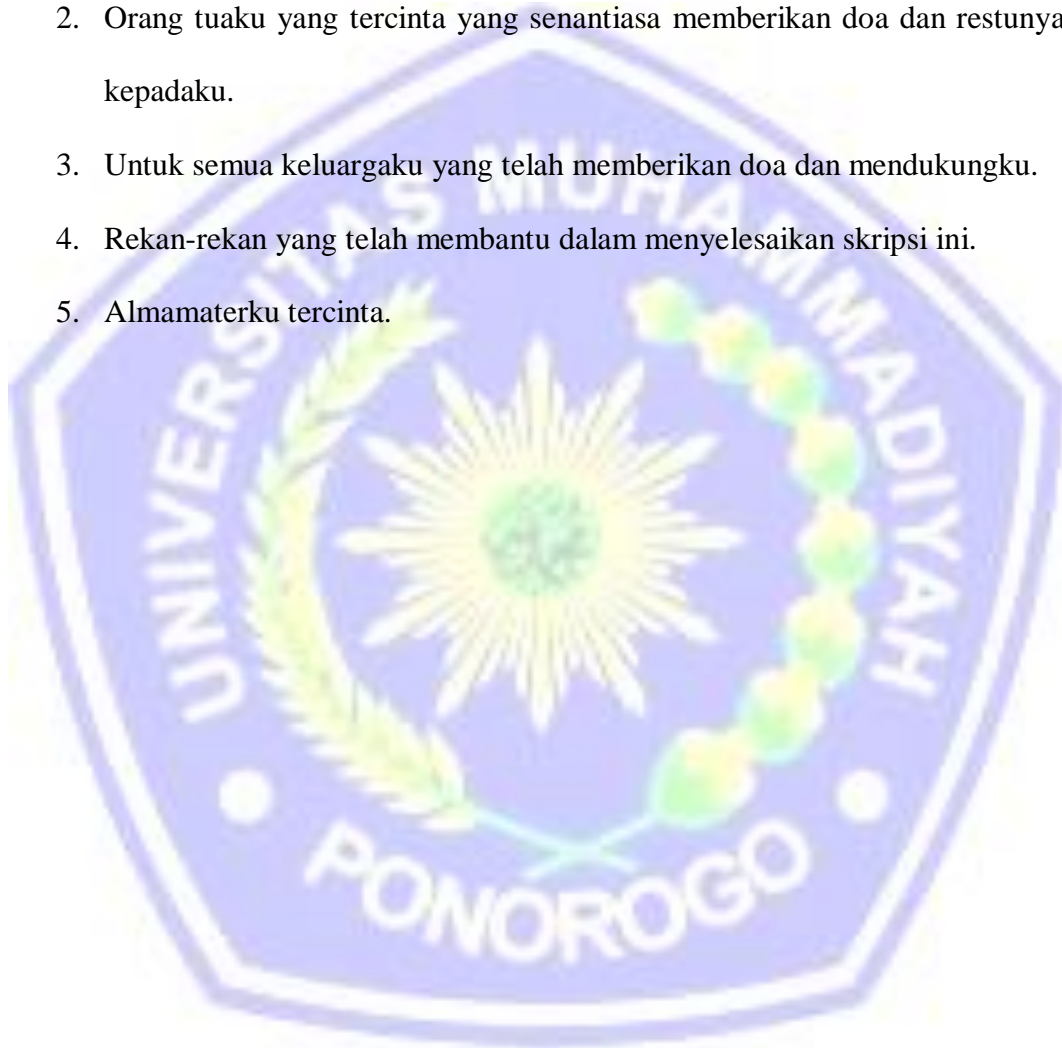 2. Orang tuaku yang tercinta yang senantiasa memberikan doa dan restunya
kepadaku.
3. Untuk semua keluargaku yang telah memberikan doa dan mendukungku.
4. Rekan-rekan yang telah membantu dalam menyelesaikan skripsi ini.
5. Almamaterku tercinta.
UNIVERSITAS MUHAMMADIYAH
PONOROGO